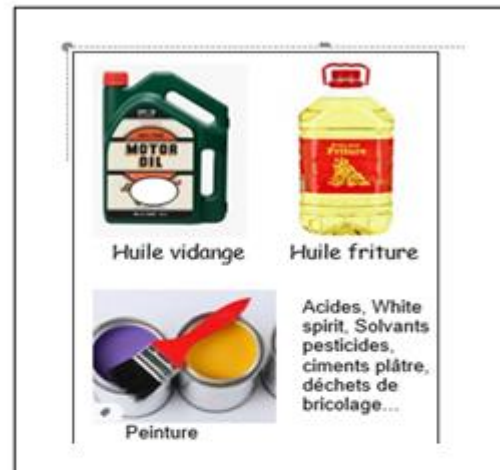 MOTOR
OIL
Friture
Huile vidange
Huile friture
Acides, White
spirit, Solvants
pesticides,
ciments plâtre,
déchets de
bricolage...
Peinture